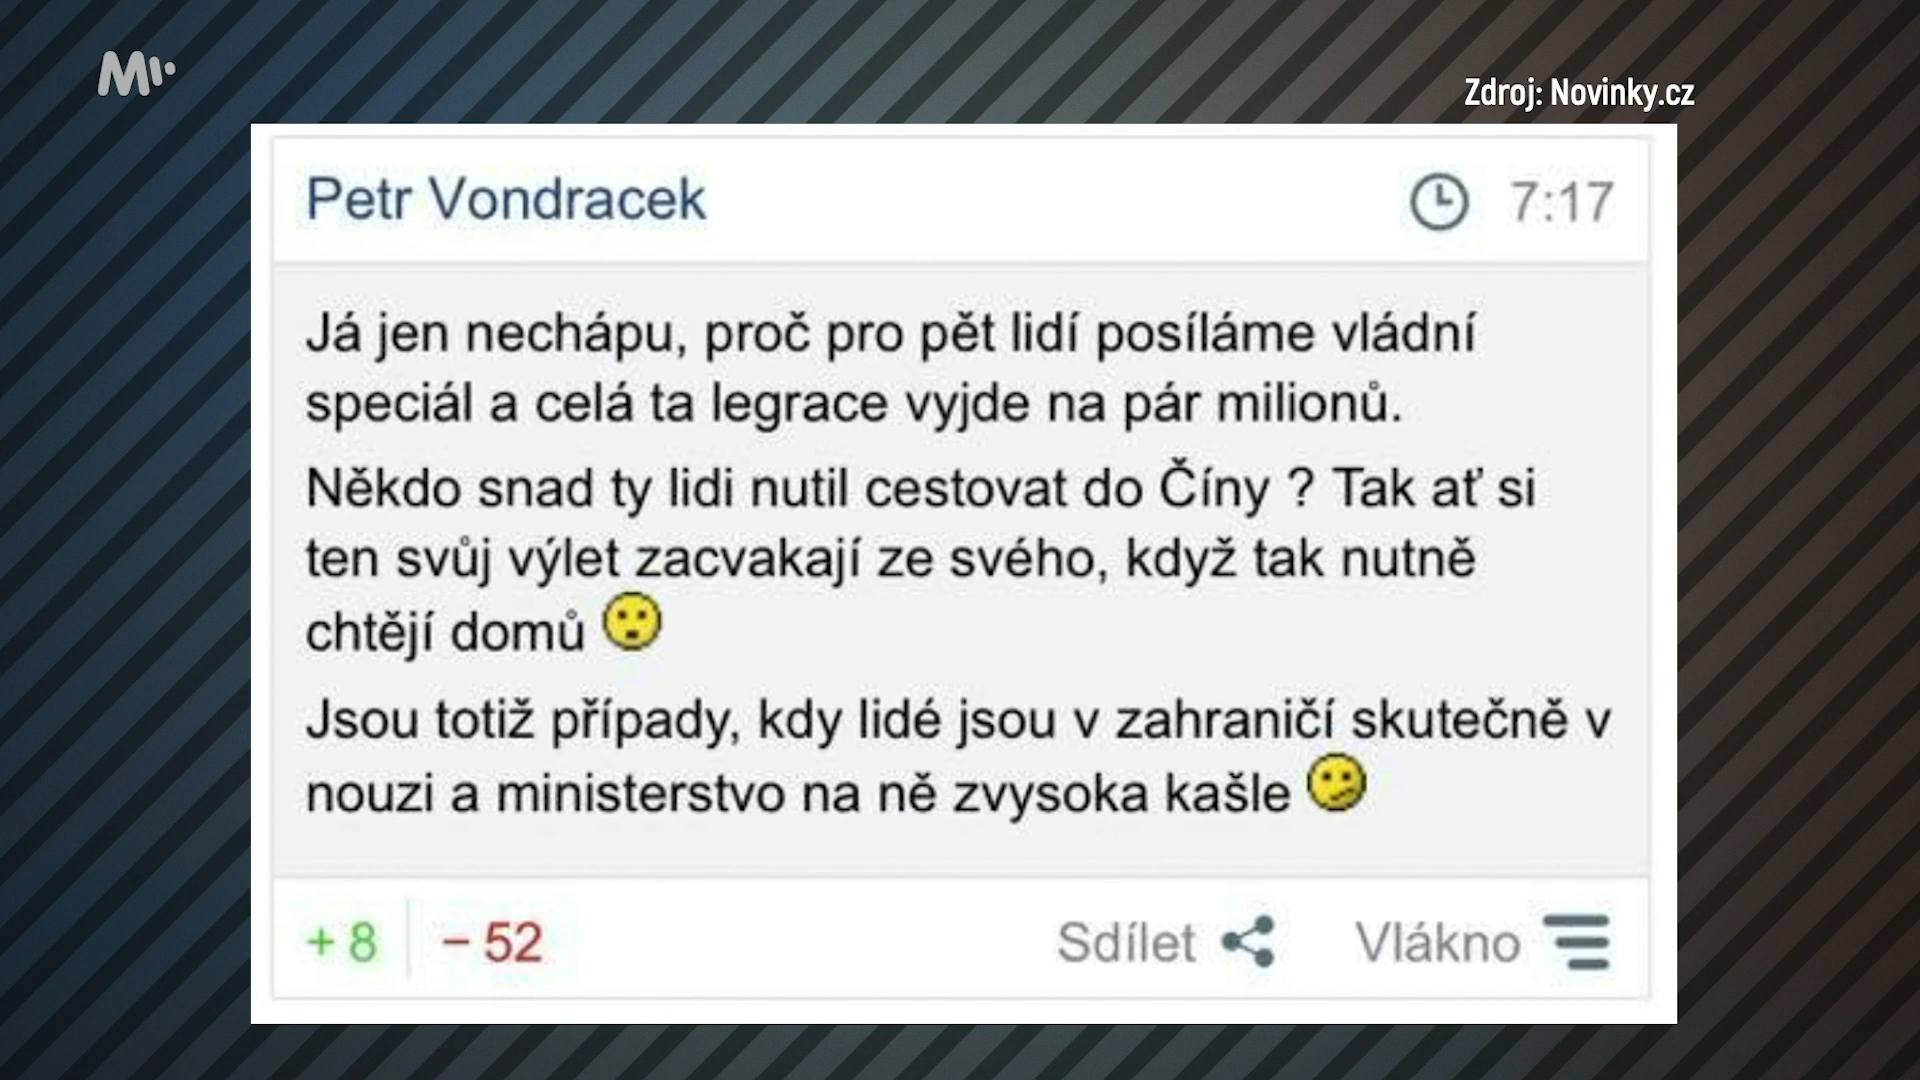 Zdroj: Novinky.cz
Petr Vondracek
7:17
Já jen nechápu, proč pro pět lidí posíláme vládní
speciál a celá ta legrace vyjde na pár milionů.
Někdo snad ty lidi nutil cestovat do Číny ? Tak ať si
ten svůj výlet zacvakají ze svého, když tak nutně
chtějí domů
Jsou totiž případy, kdy lidé jsou v zahraničí skutečně v
nouzi a ministerstvo na ně zvysoka kašle
+ 8 − 52 Sdílet Vlákno